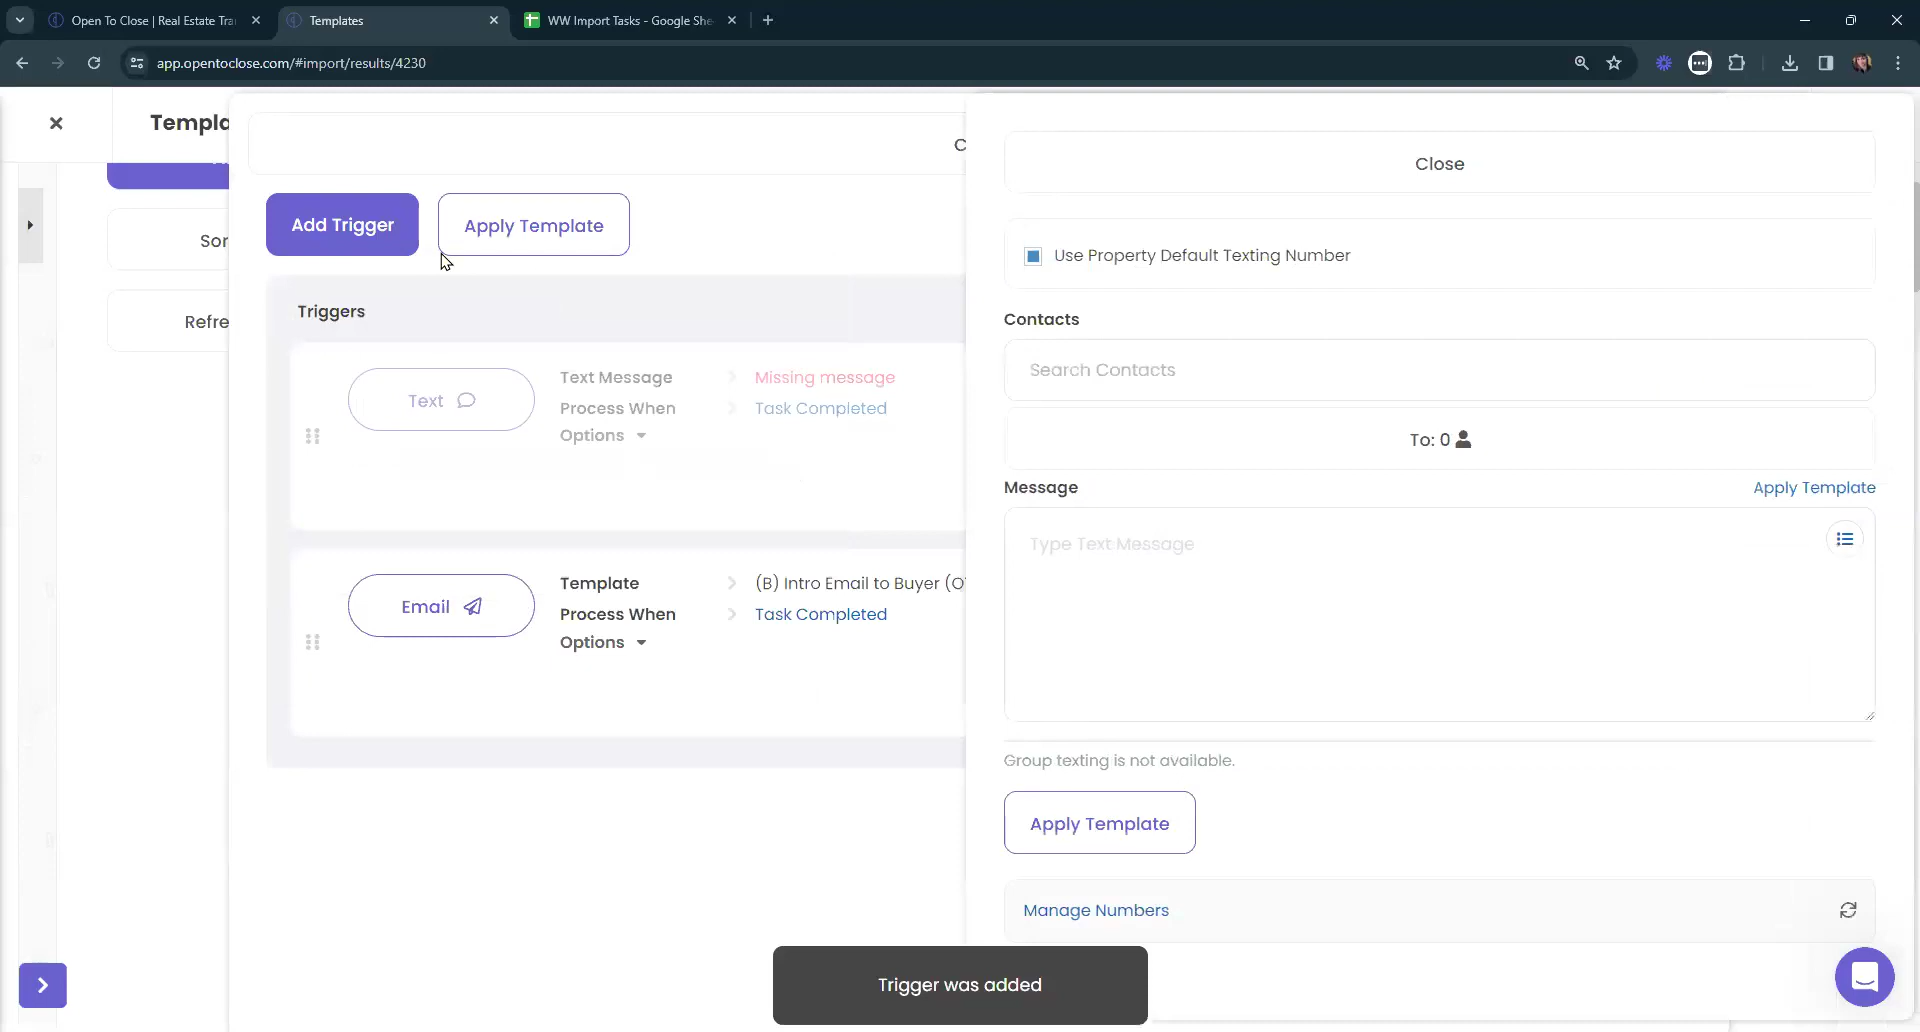 Open To Close | Real Estate Tra
Templates
WW Import Tasks - Google She
app.opentoclose.com/#import/results/4230
Templa
Sor
Refre
C
Add Trigger
Apply Template
Triggers
Text
Text Message
Missing message
Process When
Task Completed
Options
Email
Template
(B) Intro Email to Buyer (O
Process When
Task Completed
Options
Close
Use Property Default Texting Number
Contacts
Search Contacts
To: 0
Message
Apply Template
Type Text Message
Group texting is not available.
Apply Template
Manage Numbers
Trigger was added